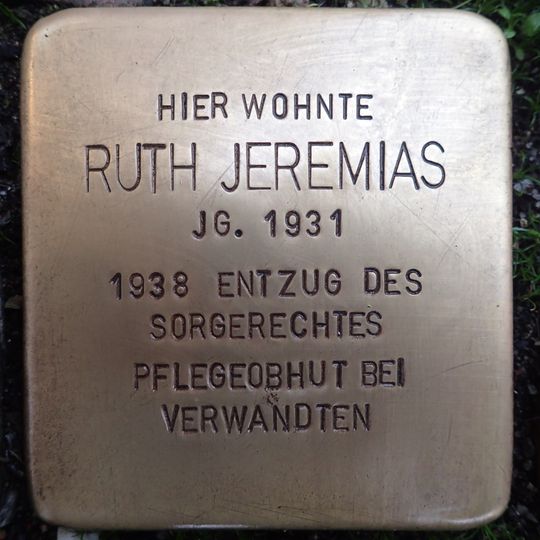 HIER WOHNTE
RUTH JEREMIAS
JG. 1931
1938 ENTZUG DES
SORGERECHTES
PFLEGEOBHUT BEI
VERWANDTEN